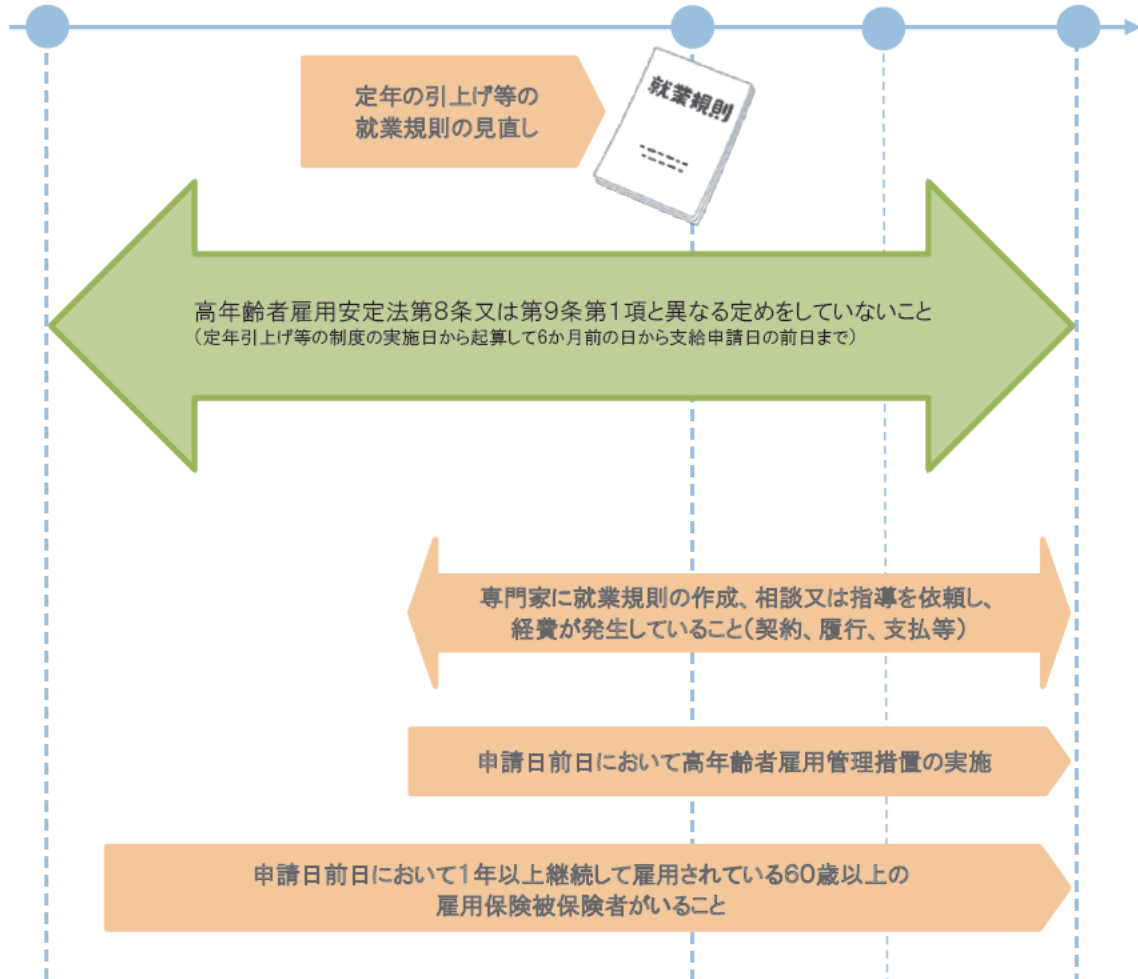 定年の引上げ等の
就業規則の見直し
就業規則
高年齢者雇用安定法第8条又は第9条第1項と異なる定めをしていないこと
（定年引上げ等の制度の実施日から起算して6か月前の日から支給申請日の前日まで）
専門家に就業規則の作成、相談又は指導を依頼し、
経費が発生していること（契約、履行、支払等）
申請日前日において高年齢者雇用管理措置の実施
申請日前日において1年以上継続して雇用されている60歳以上の
雇用保険被保険者がいること